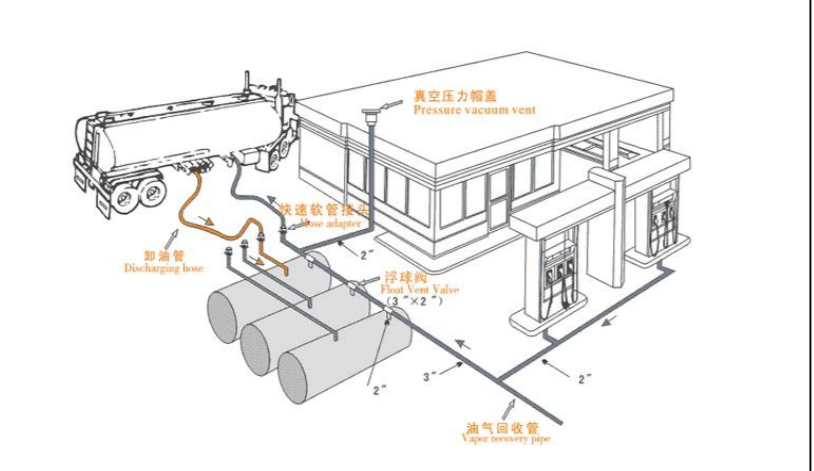 真空压力帽盖
Pressure vacuum vent
快速软管接头
Hose adapter
卸油管
Discharging hose
2"
浮球阀
Float Vent Valve
(3"×2")
3"
2"
2"
油气回收管
Vapor recovery pipe